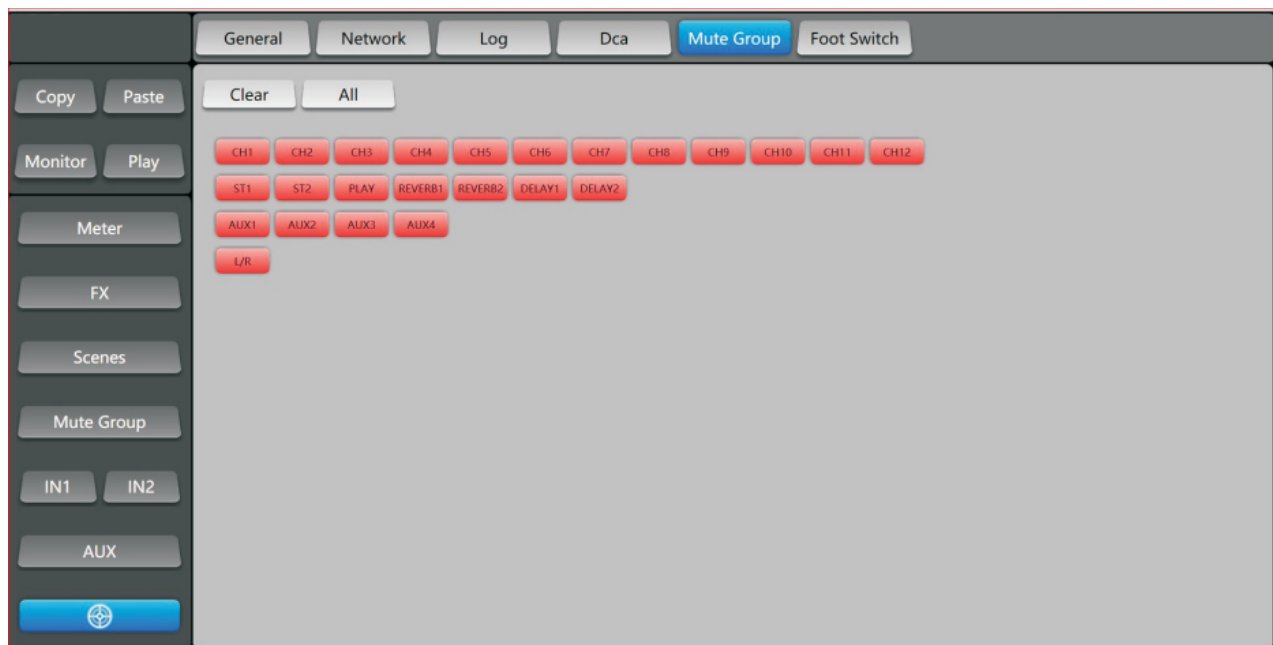 General Network Log Dca Mute Group Foot Switch
Copy Paste
Clear All
Monitor Play
CH1 CH2 CH3 CH4 CH5 CH6 CH7 CH8 CH9 CH10 CH11 CH12
ST1 ST2 PLAY REVERB1 REVERB2 DELAY1 DELAY2
AUX1 AUX2 AUX3 AUX4
L/R
Meter
FX
Scenes
Mute Group
IN1 IN2
AUX